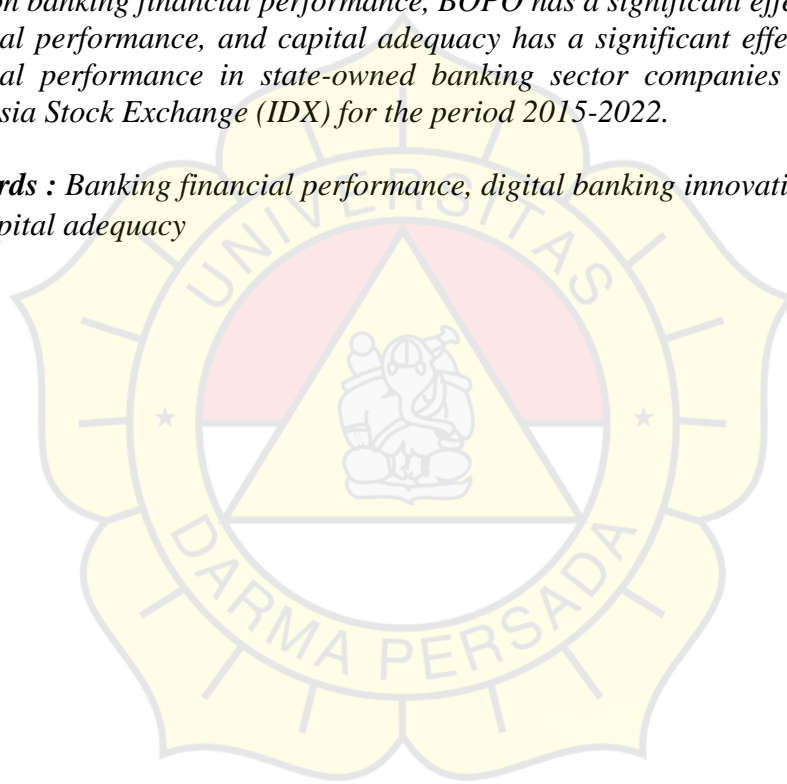 on banking financial performance, BOPO has a significant effe
al performance, and capital adequacy has a significant effe
al performance in state-owned banking sector companies
sia Stock Exchange (IDX) for the period 2015-2022.
rds : Banking financial performance, digital banking innovati
pital adequacy
UNIVERSITAS
DARMA PERSADA